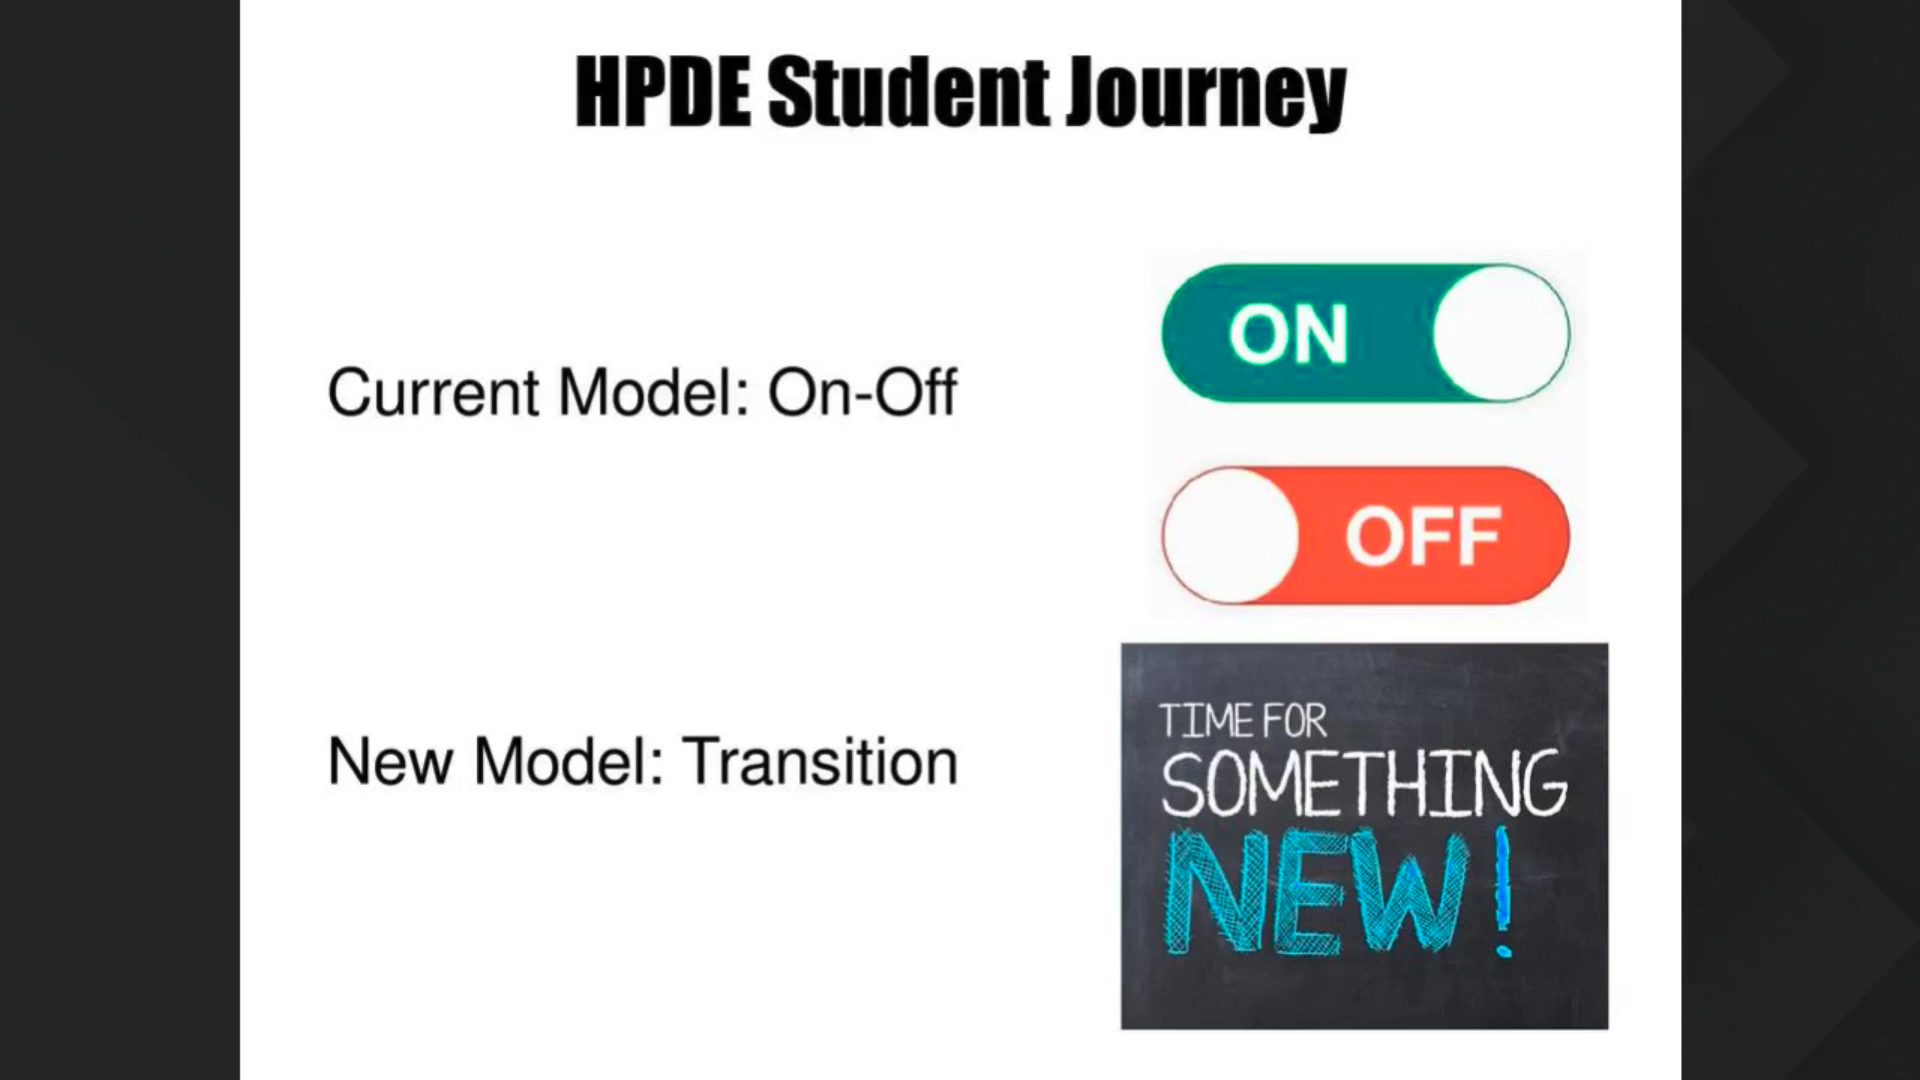 HPDE Student Journey
Current Model: On-Off
ON
OFF
New Model: Transition
TIME FOR
SOMETHING
NEW!